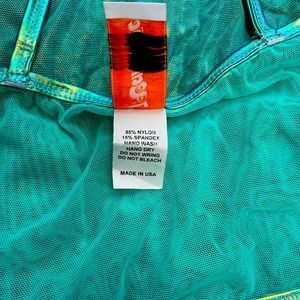 85% NYLON
15% SPANDEX
HAND WASH
HANG DRY
DO NOT WRING
DO NOT BLEACH
MADE IN USA